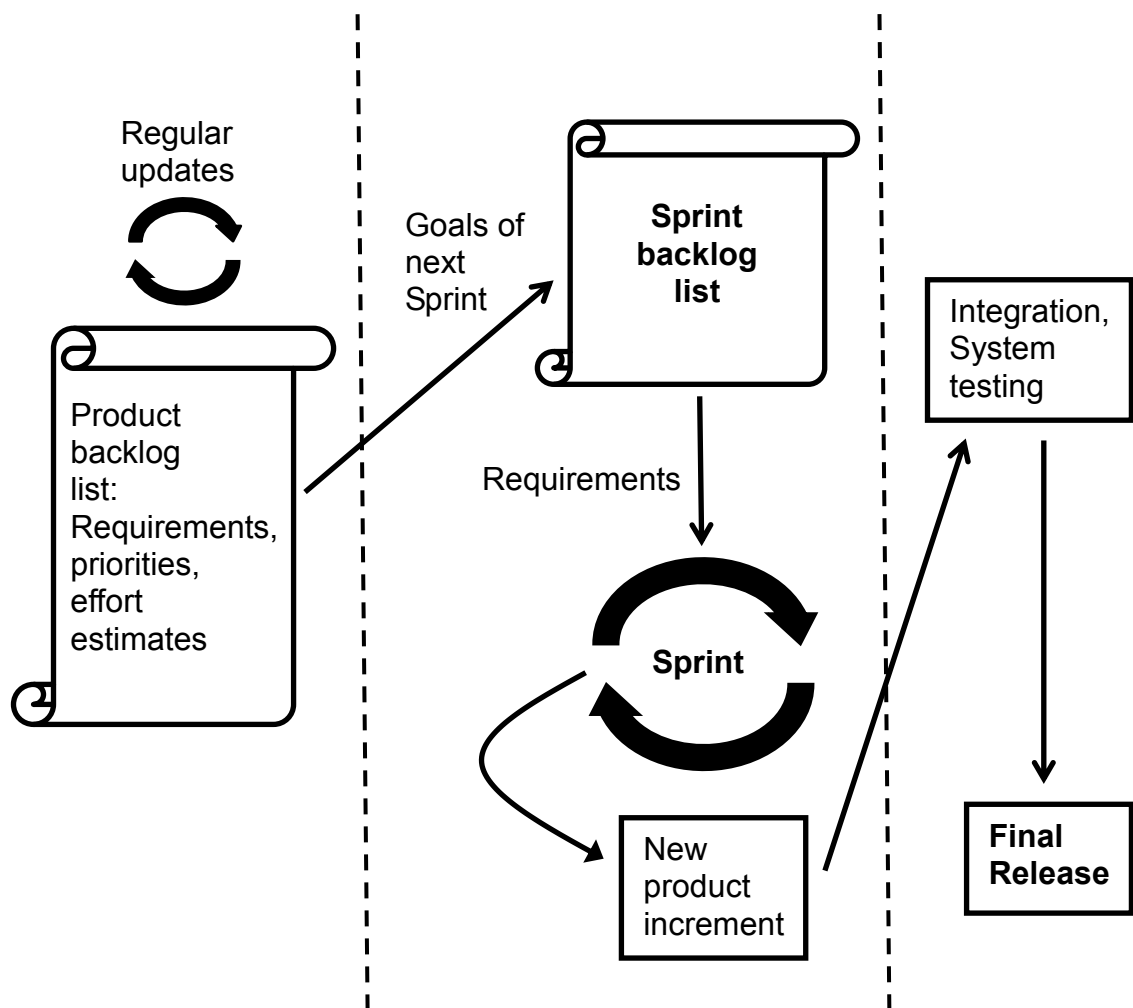 Regular
updates
Product
backlog
list:
Requirements,
priorities,
effort
estimates
Goals of
next
Sprint
Sprint
backlog
list
Requirements
Sprint
New
product
increment
Integration,
System
testing
Final
Release